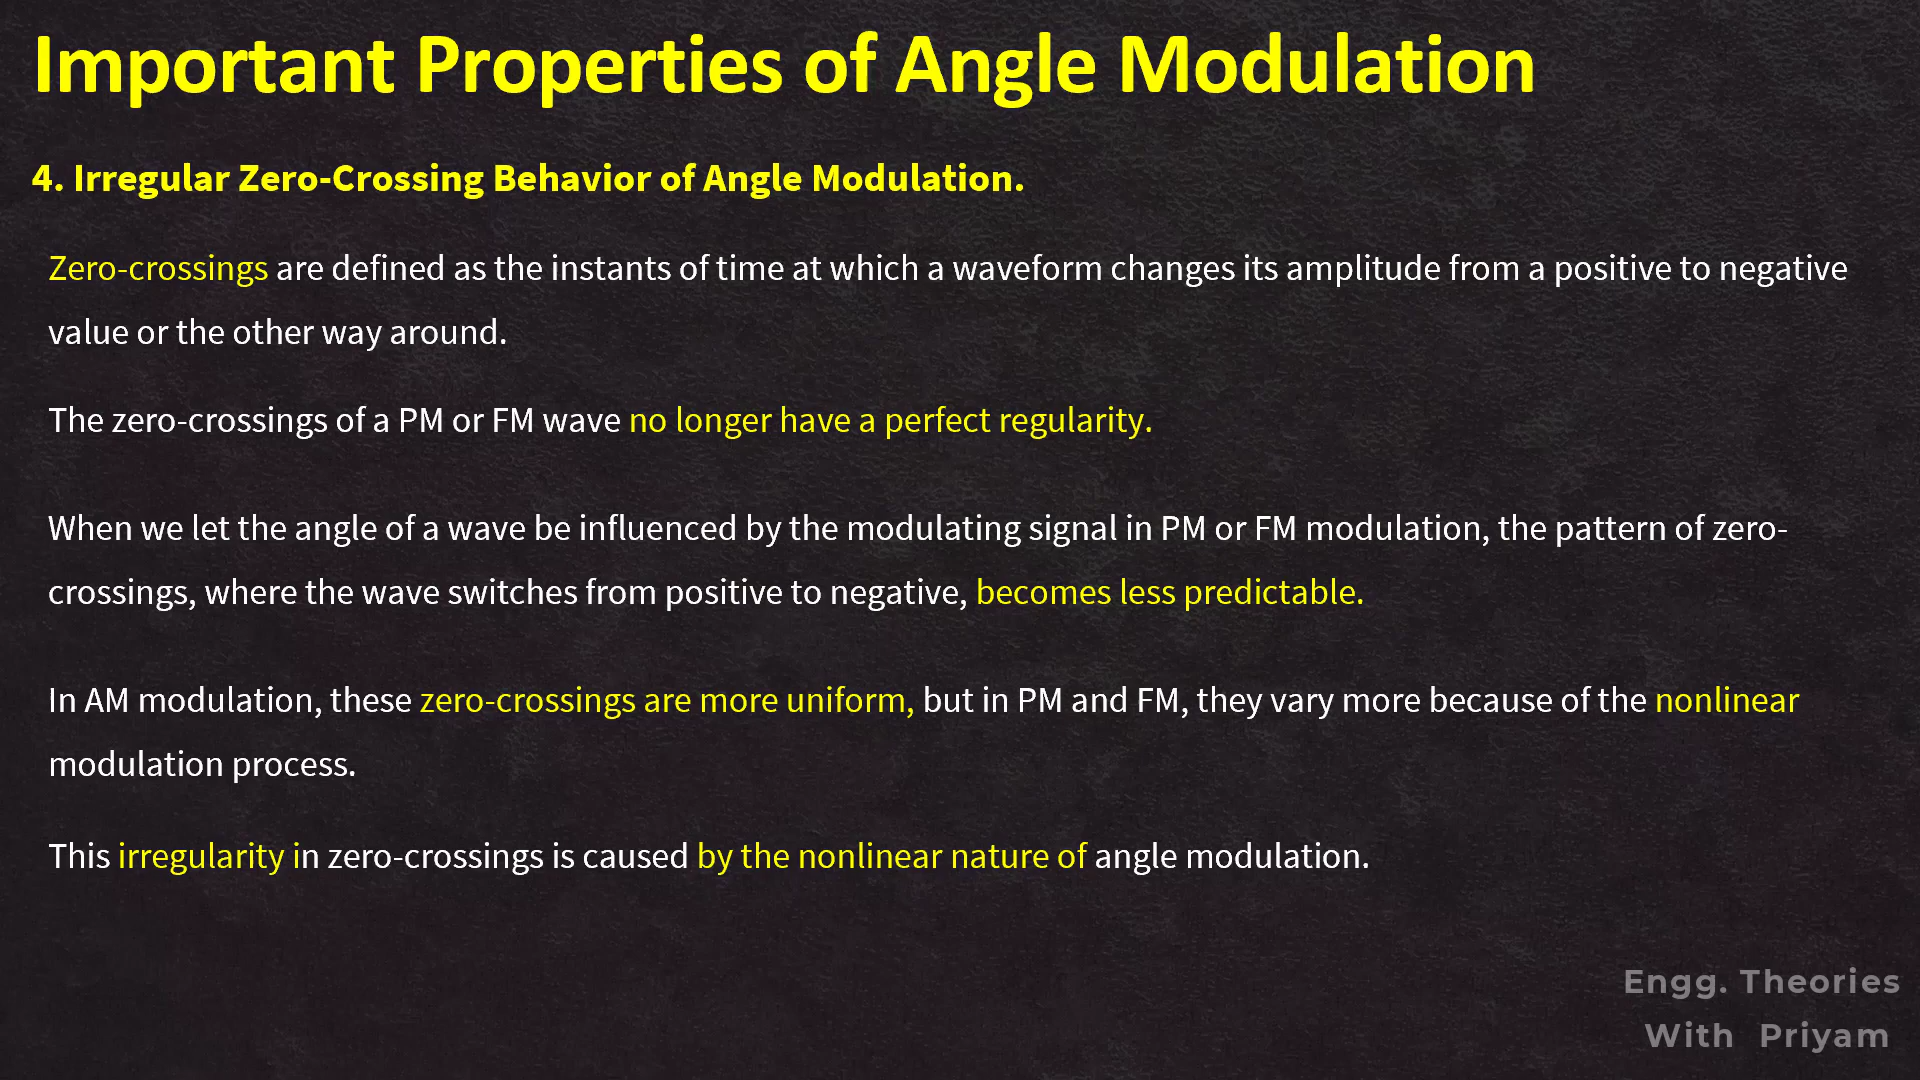 Important Properties of Angle Modulation
4. Irregular Zero-Crossing Behavior of Angle Modulation.
Zero-crossings are defined as the instants of time at which a waveform changes its amplitude from a positive to negative
value or the other way around.
The zero-crossings of a PM or FM wave no longer have a perfect regularity.
When we let the angle of a wave be influenced by the modulating signal in PM or FM modulation, the pattern of zero-
crossings, where the wave switches from positive to negative, becomes less predictable.
In AM modulation, these zero-crossings are more uniform, but in PM and FM, they vary more because of the nonlinear
modulation process.
This irregularity in zero-crossings is caused by the nonlinear nature of angle modulation.
Engg. Theories
With Priyam